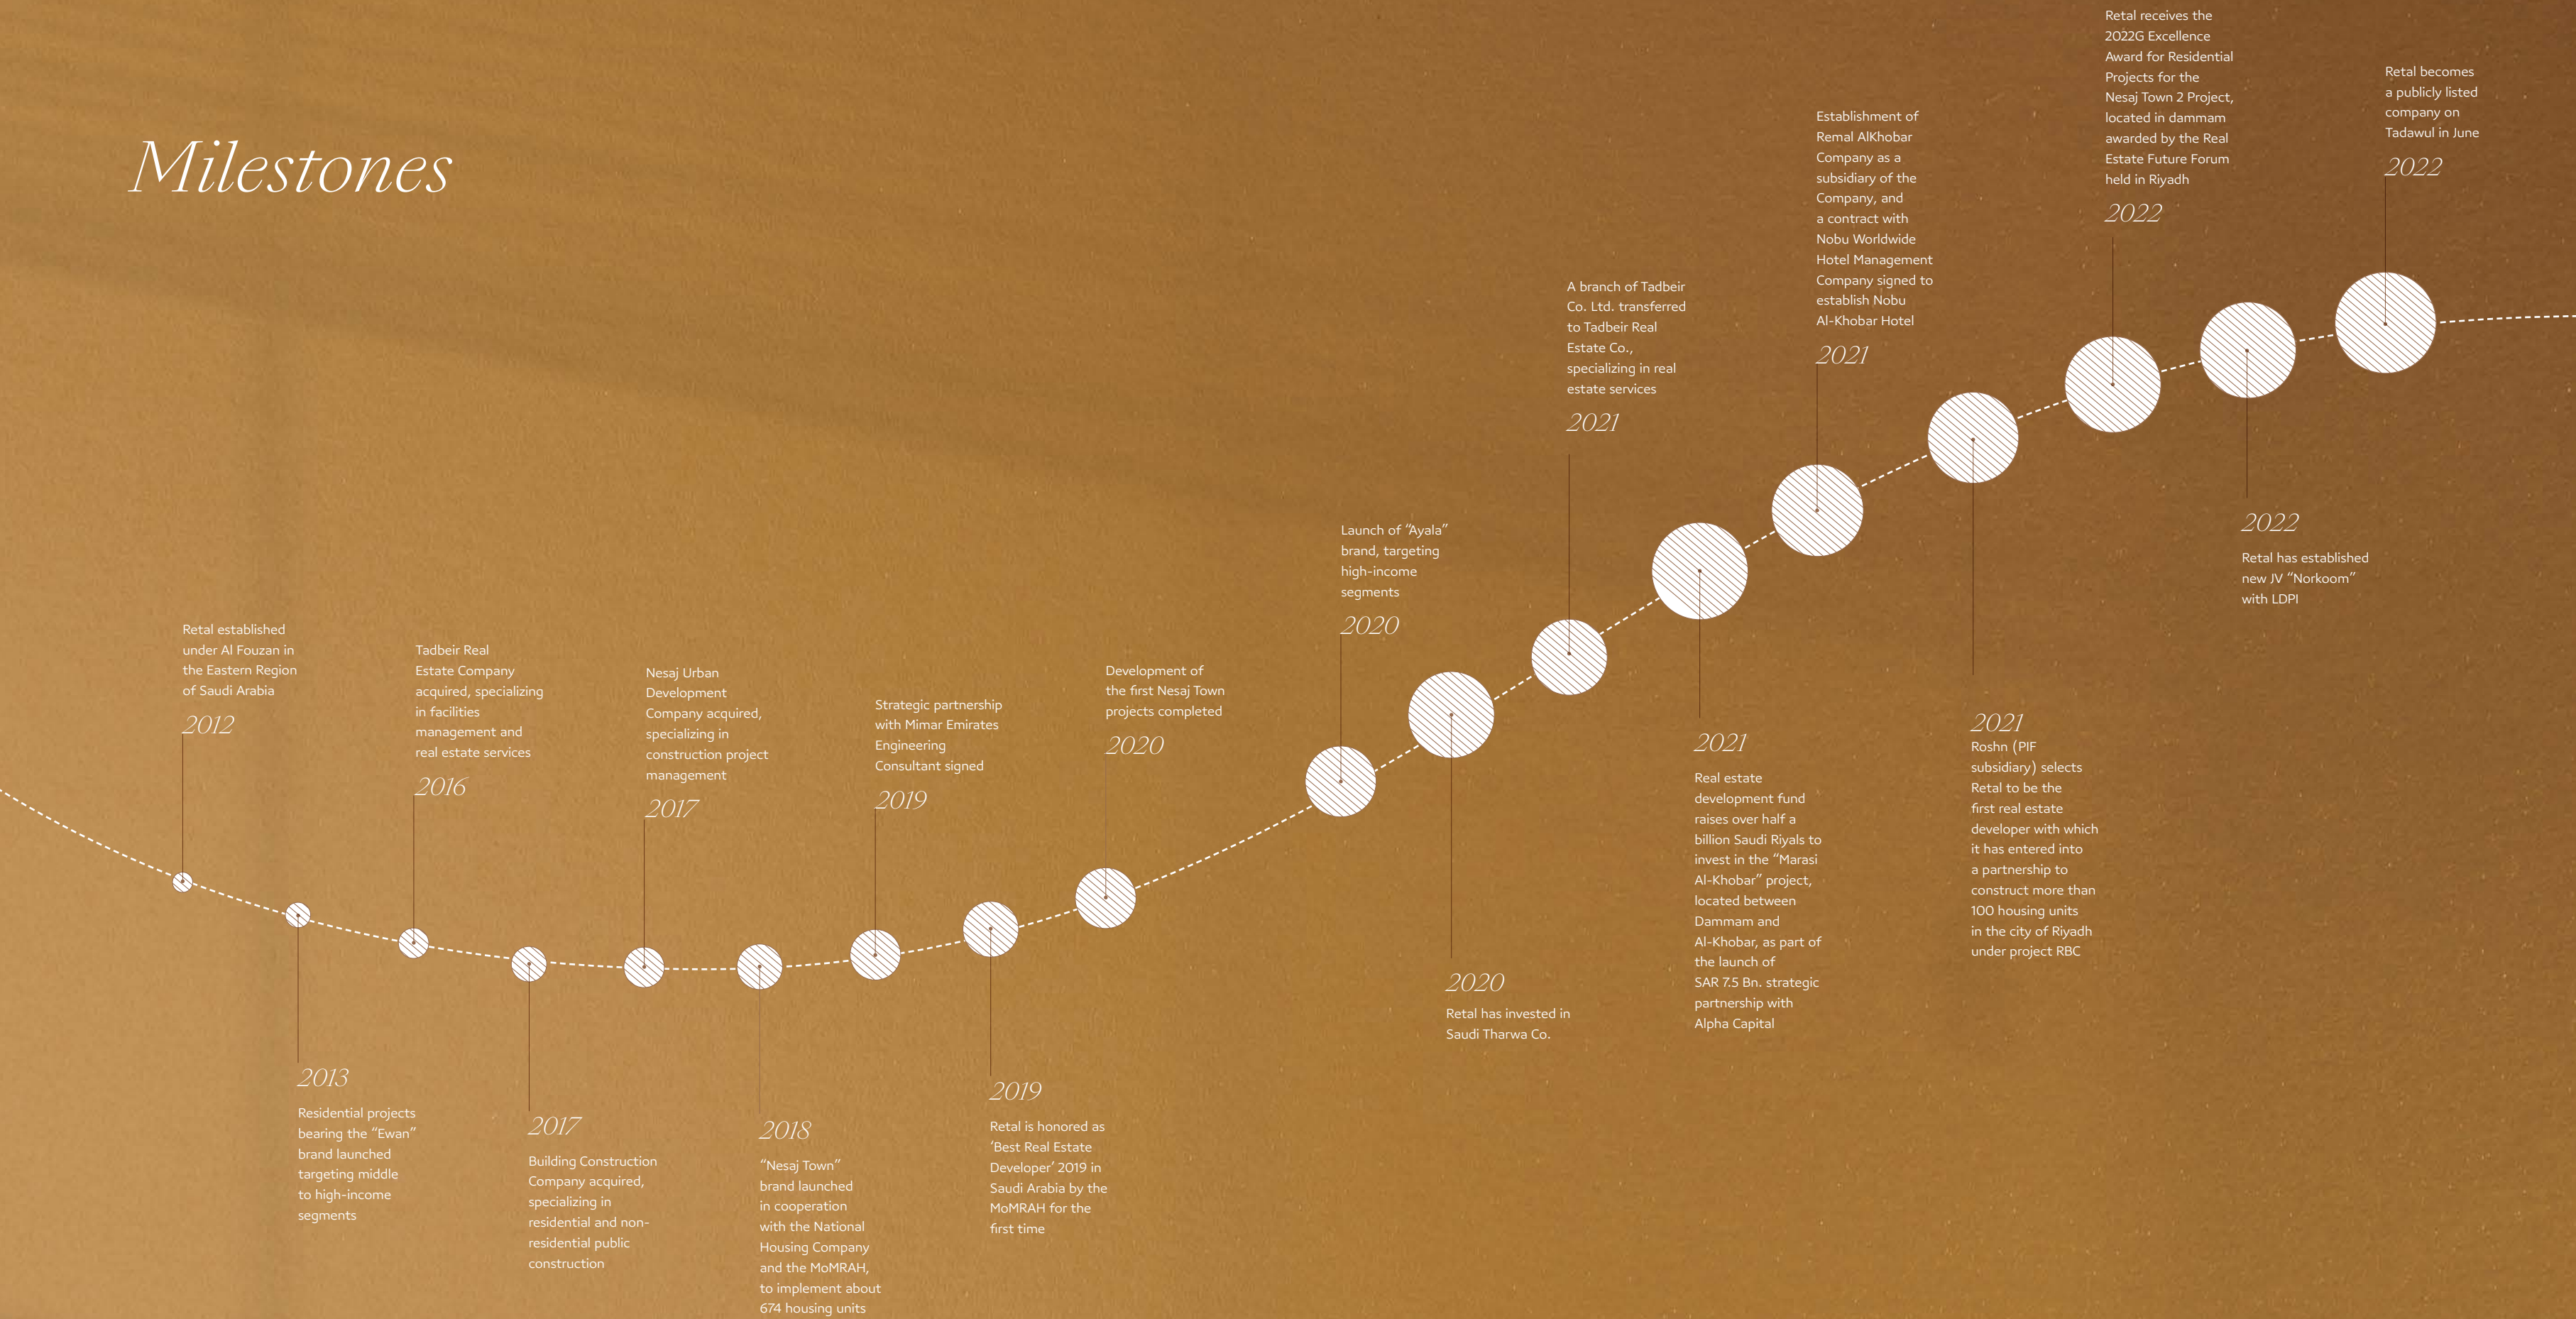 Milestones
Retal established
under Al Fouzan in
the Eastern Region
of Saudi Arabia
2012
2013
Residential projects
bearing the “Ewan”
brand launched
targeting middle
to high-income
segments
Tadbeir Real
Estate Company
acquired, specializing
in facilities
management and
real estate services
2016
2017
Building Construction
Company acquired,
specializing in
residential and non-
residential public
construction
Nesaj Urban
Development
Company acquired,
specializing in
construction project
management
2017
2018
“Nesaj Town”
brand launched
in cooperation
with the National
Housing Company
and the MoMRAH,
to implement about
674 housing units
Strategic partnership
with Mimar Emirates
Engineering
Consultant signed
2019
2019
Retal is honored as
‘Best Real Estate
Developer’ 2019 in
Saudi Arabia by the
MoMRAH for the
first time
Development of
the first Nesaj Town
projects completed
2020
Launch of “Ayala”
brand, targeting
high-income
segments
2020
2020
Retal has invested in
Saudi Tharwa Co.
A branch of Tadbeir
Co. Ltd. transferred
to Tadbeir Real
Estate Co.,
specializing in real
estate services
2021
2021
Real estate
development fund
raises over half a
billion Saudi Riyals to
invest in the “Marasi
Al-Khobar” project,
located between
Dammam and
Al-Khobar, as part of
the launch of
SAR 7.5 Bn. strategic
partnership with
Alpha Capital
Establishment of
Remal AlKhobar
Company as a
subsidiary of the
Company, and
a contract with
Nobu Worldwide
Hotel Management
Company signed to
establish Nobu
Al-Khobar Hotel
2021
2021
Roshn (PIF
subsidiary) selects
Retal to be the
first real estate
developer with which
it has entered into
a partnership to
construct more than
100 housing units
in the city of Riyadh
under project RBC
Retal receives the
2022G Excellence
Award for Residential
Projects for the
Nesaj Town 2 Project,
located in dammam
awarded by the Real
Estate Future Forum
held in Riyadh
2022
2022
Retal has established
new JV “Norkoom”
with LDPI
Retal becomes
a publicly listed
company on
Tadawul in June
2022